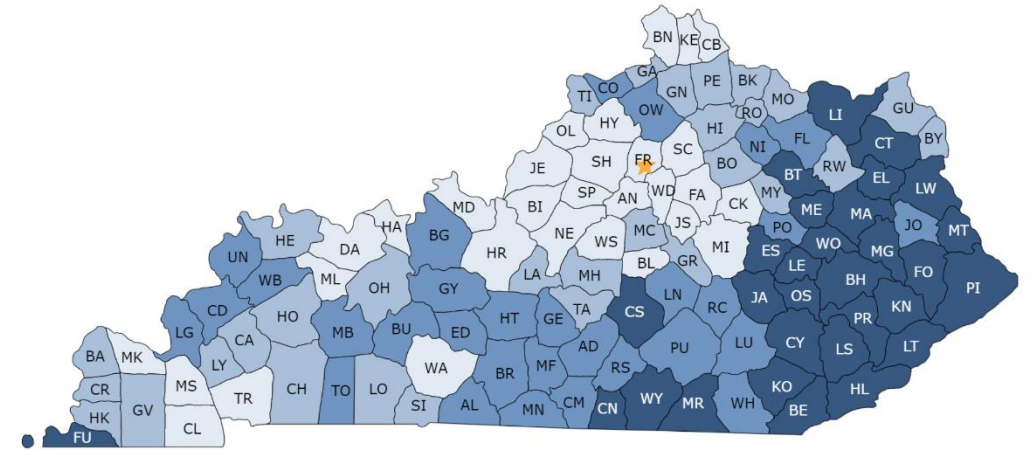 BN KE CB
GA PE BK
TI CO GN MO GU
OW RO LI
OL HY HI CT BY
FR SC NI FL
JE SH BO BT RW EL LW
SP AN WD FA MY
MD BI CK ME MA
HA NE JS PO JO MT
HE DA BG WS MC MI ES WO MG
UN HR BL GR LE FO
WB ML OH LA MH BH PI
GY LN JA OS
CD HO HT GE TA CS RC KN
LG MB BU ED PR
CA AD PU LU CY LS LT
BA MK LY WA MF RS
CR MS BR KO HL
TR CH TO LO CN WY MR WH BE
HK GV SI AL MN CM
FU CL